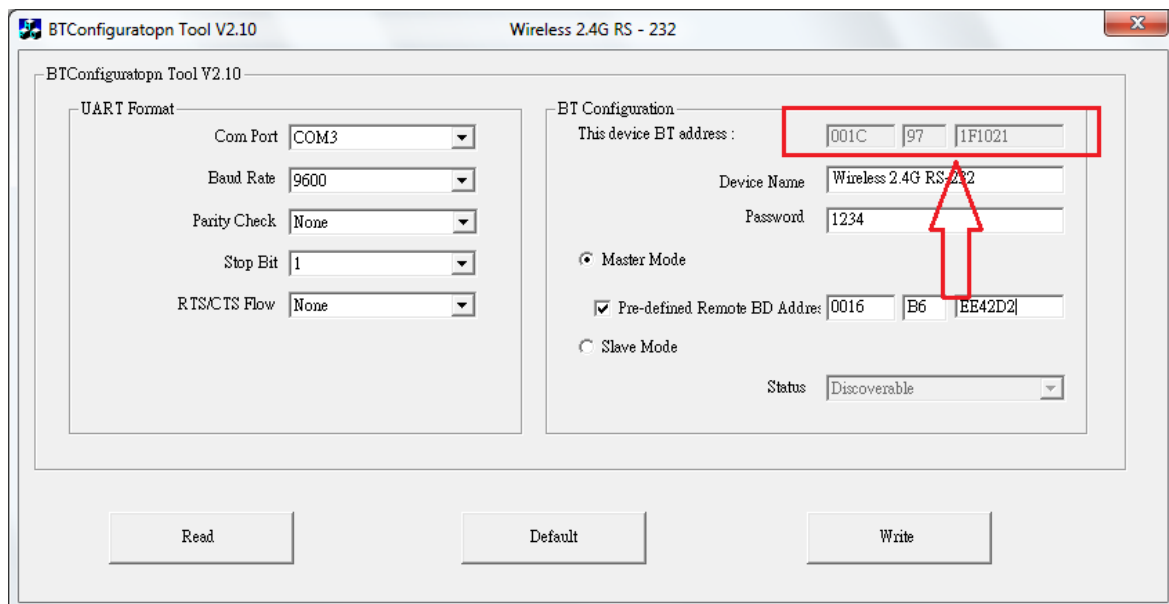 BTConfiguratopn Tool V2.10 Wireless 2.4G RS - 232
BTConfiguratopn Tool V2.10
UART Format
Com Port COM3
Baud Rate 9600
Parity Check None
Stop Bit 1
RTS/CTS Flow None
BT Configuration
This device BT address : 001C 97 1F1021
Device Name Wireless 2.4G RS-232
Password 1234
Master Mode
Pre-defined Remote BD Addres 0016 B6 EE42D2
Slave Mode
Status Discoverable
Read Default Write